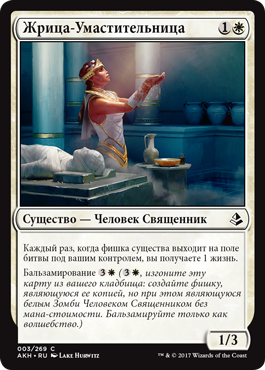 Жрица-Умастительница 1
Существо — Человек Священник
Каждый раз, когда фишка существа выходит на поле
битвы под вашим контролем, вы получаете 1 жизнь.
Бальзамирование 3 (3, изгоните эту
карту из вашего кладбища: создайте фишку,
являющуюся ее копией, но при этом являющуюся
белым Зомби Человеком Священником без
мана-стоимости. Бальзамируйте только как
волшебство.)
1/3
003/269 C
AKH • RU Lake Hurwitz
™ & © 2017 Wizards of the Coast